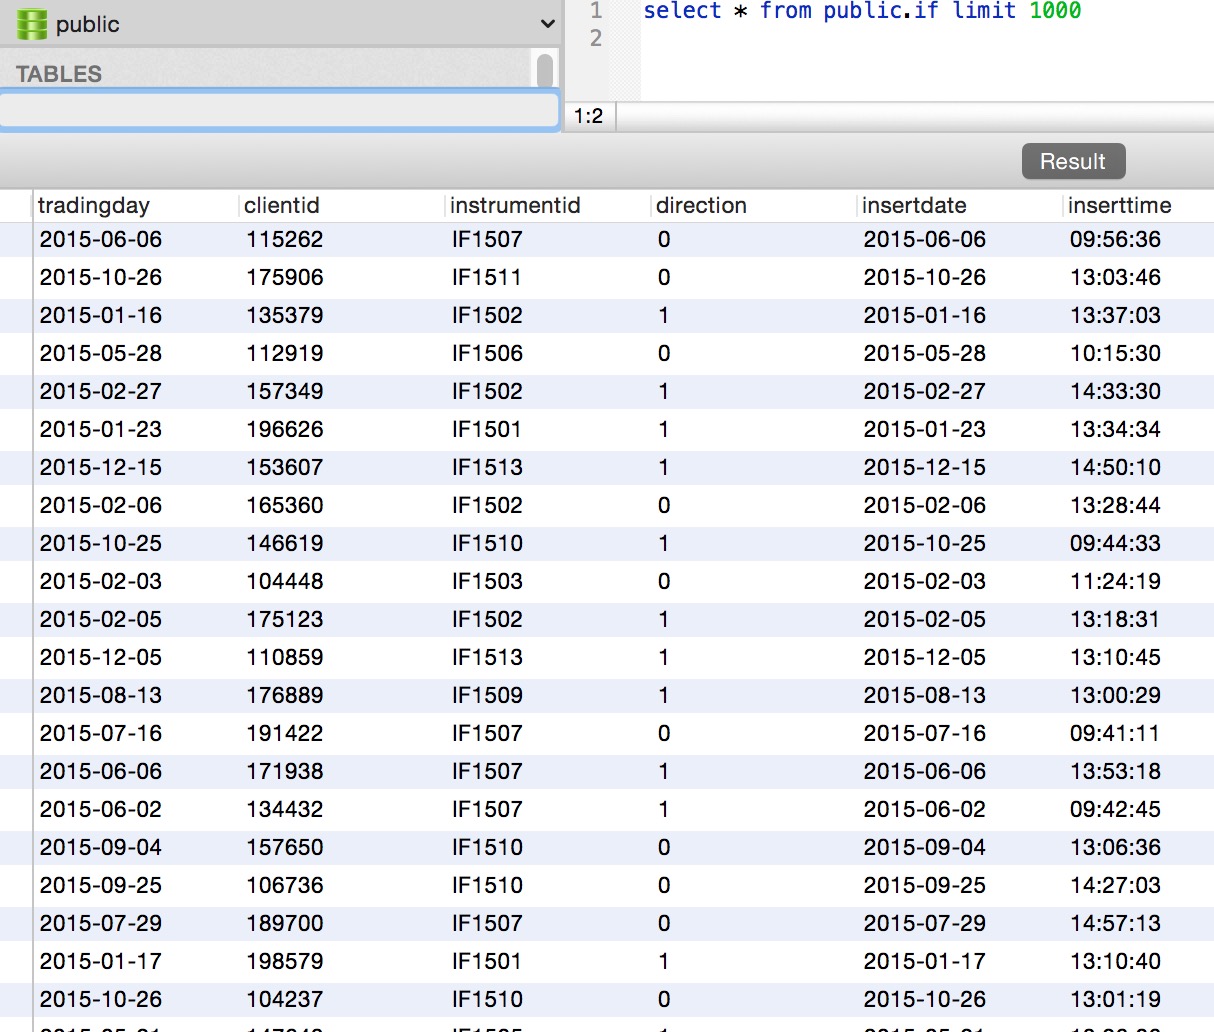 public
TABLES
1 select * from public.if limit 1000
2
1:2
Result
tradingday clientid instrumentid direction insertdate inserttime
2015-06-06 115262 IF1507 0 2015-06-06 09:56:36
2015-10-26 175906 IF1511 0 2015-10-26 13:03:46
2015-01-16 135379 IF1502 1 2015-01-16 13:37:03
2015-05-28 112919 IF1506 0 2015-05-28 10:15:30
2015-02-27 157349 IF1502 1 2015-02-27 14:33:30
2015-01-23 196626 IF1501 1 2015-01-23 13:34:34
2015-12-15 153607 IF1513 1 2015-12-15 14:50:10
2015-02-06 165360 IF1502 0 2015-02-06 13:28:44
2015-10-25 146619 IF1510 1 2015-10-25 09:44:33
2015-02-03 104448 IF1503 0 2015-02-03 11:24:19
2015-02-05 175123 IF1502 1 2015-02-05 13:18:31
2015-12-05 110859 IF1513 1 2015-12-05 13:10:45
2015-08-13 176889 IF1509 1 2015-08-13 13:00:29
2015-07-16 191422 IF1507 0 2015-07-16 09:41:11
2015-06-06 171938 IF1507 1 2015-06-06 13:53:18
2015-06-02 134432 IF1507 1 2015-06-02 09:42:45
2015-09-04 157650 IF1510 0 2015-09-04 13:06:36
2015-09-25 106736 IF1510 0 2015-09-25 14:27:03
2015-07-29 189700 IF1507 0 2015-07-29 14:57:13
2015-01-17 198579 IF1501 1 2015-01-17 13:10:40
2015-10-26 104237 IF1510 0 2015-10-26 13:01:19